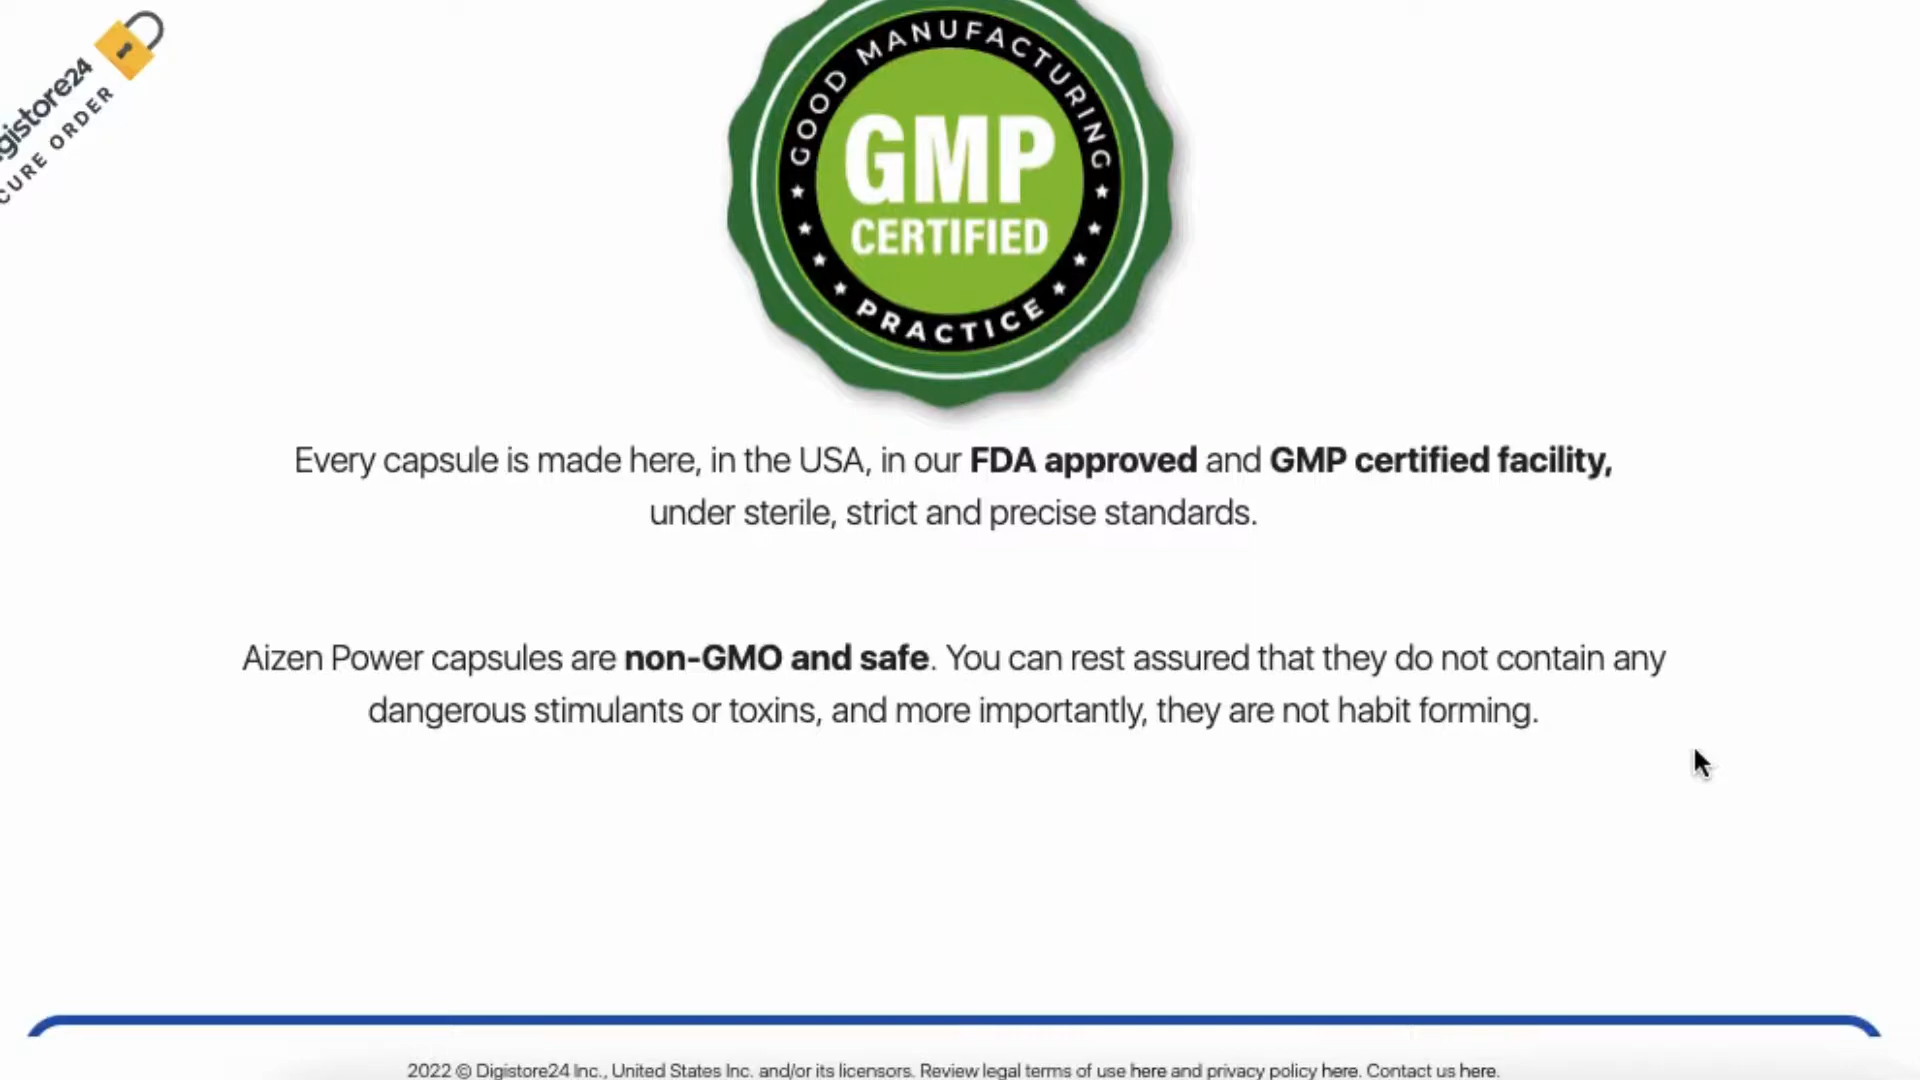 gistore24
CURE ORDER
GOOD MANUFACTURING
GMP
CERTIFIED
PRACTICE
Every capsule is made here, in the USA, in our FDA approved and GMP certified facility,
under sterile, strict and precise standards.
Aizen Power capsules are non-GMO and safe. You can rest assured that they do not contain any
dangerous stimulants or toxins, and more importantly, they are not habit forming.
2022 © Digistore24 Inc., United States Inc. and/or its licensors. Review legal terms of use here and privacy policy here. Contact us here.